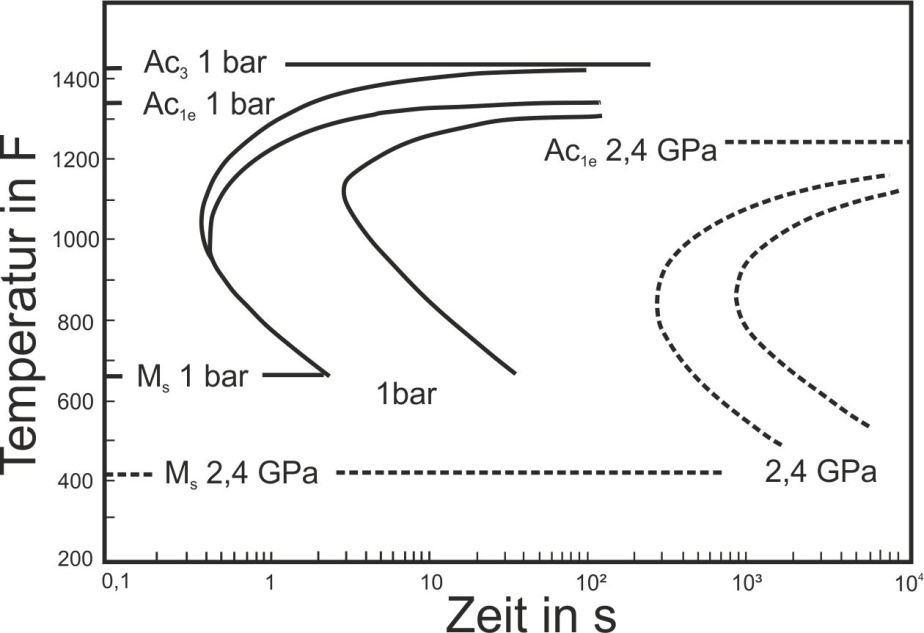 Ac₃ 1 bar
1400
Ac₁ₑ 1 bar
Ac₁ₑ 2,4 GPa
1200
Temperatur in F
1000
800
Mₛ 1 bar
600
1bar
400
Mₛ 2,4 GPa
2,4 GPa
200
0,1
1
10
10²
10³
10⁴
Zeit in s